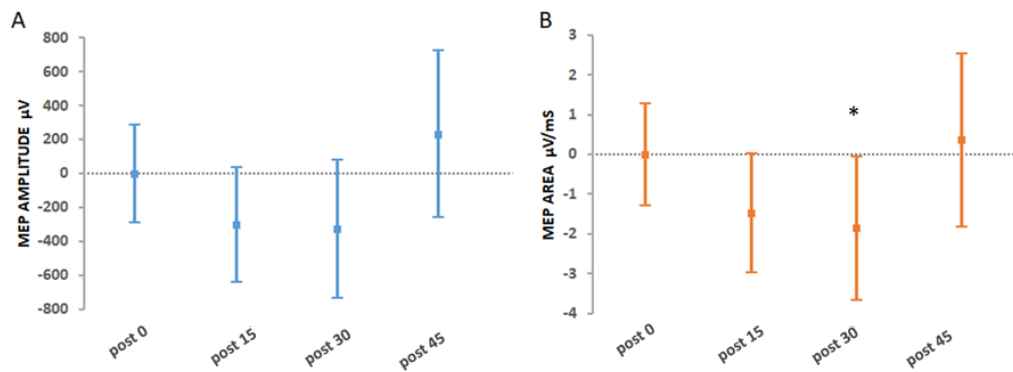 A
MEP AMPLITUDE µV
800
600
400
200
0
-200
-400
-600
-800
post 0
post 15
post 30
post 45
B
MEP AREA µV/mS
3
2
1
0
-1
-2
-3
-4
*
post 0
post 15
post 30
post 45